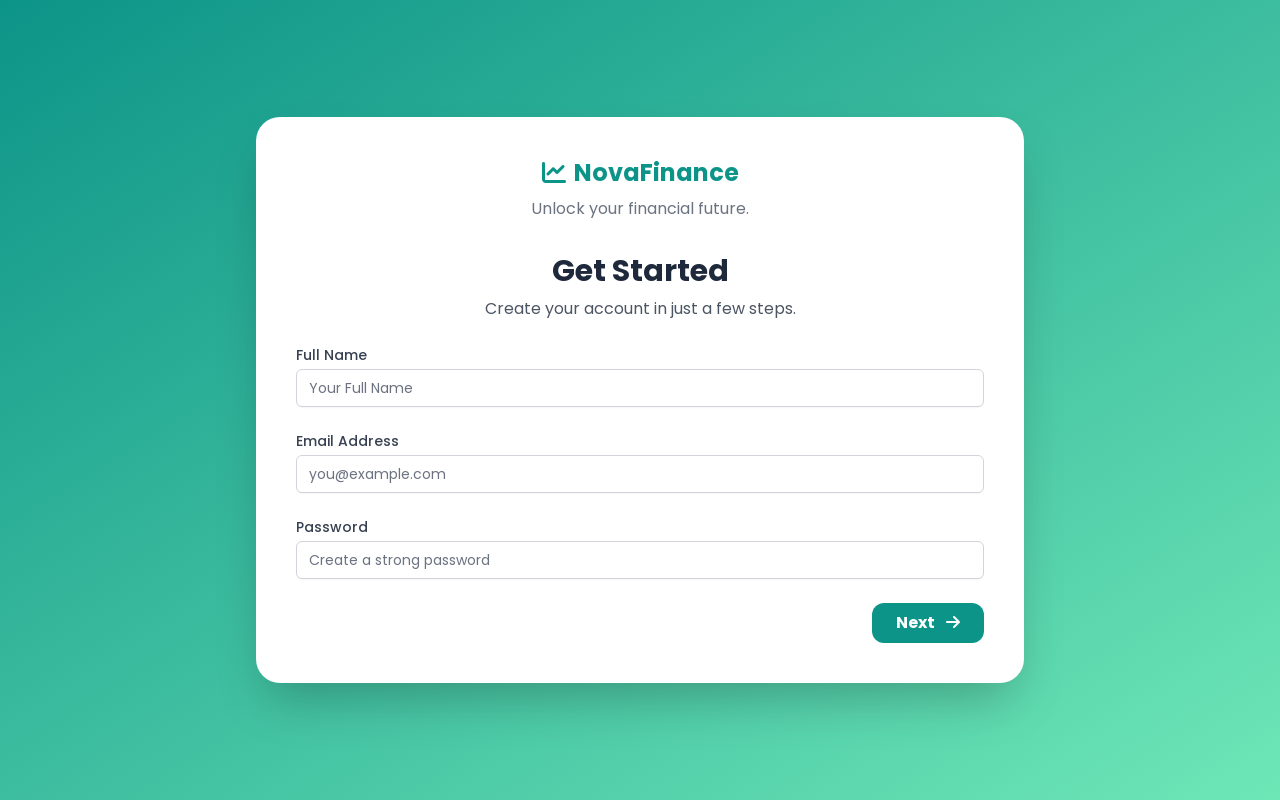 NovaFinance
Unlock your financial future.
Get Started
Create your account in just a few steps.
Full Name
Your Full Name
Email Address
you@example.com
Password
Create a strong password
Next